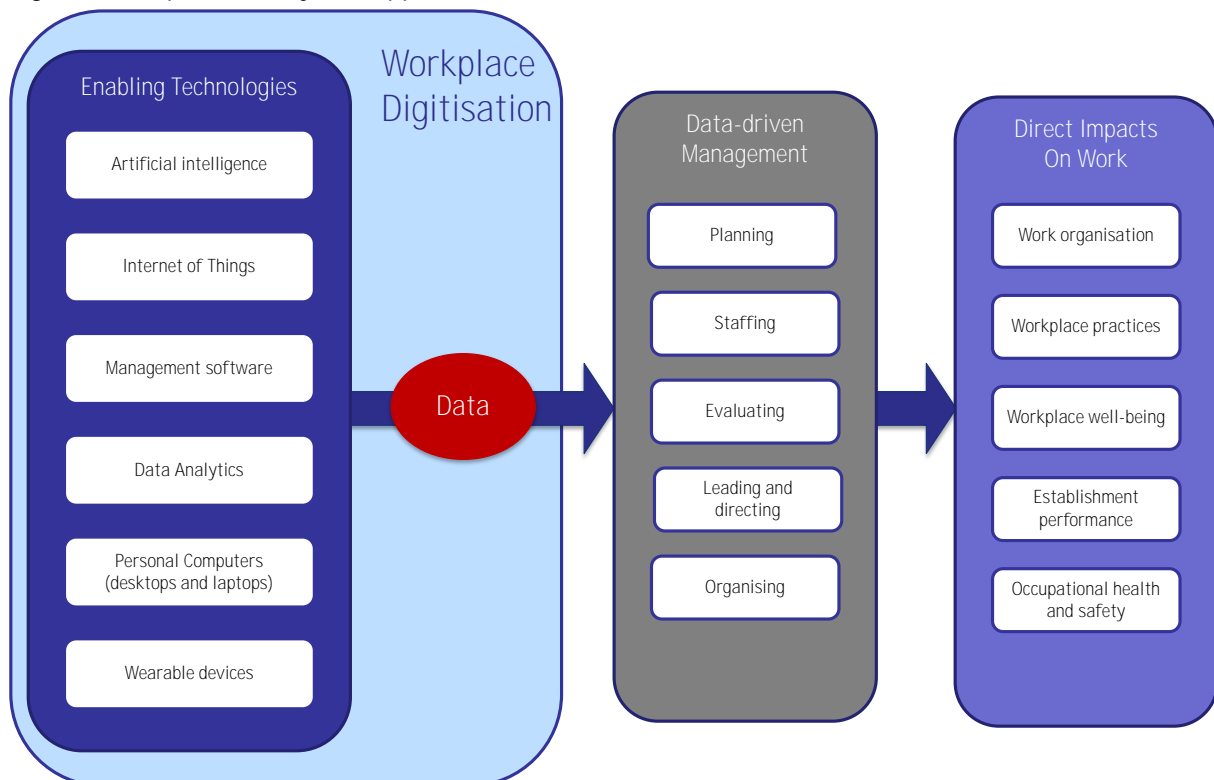 Workplace
Digitisation
Enabling Technologies
Artificial intelligence
Internet of Things
Management software
Data Analytics
Personal Computers
(desktops and laptops)
Wearable devices
Data
Data-driven
Management
Planning
Staffing
Evaluating
Leading and
directing
Organising
Direct Impacts
On Work
Work organisation
Workplace practices
Workplace well-being
Establishment
performance
Occupational health
and safety